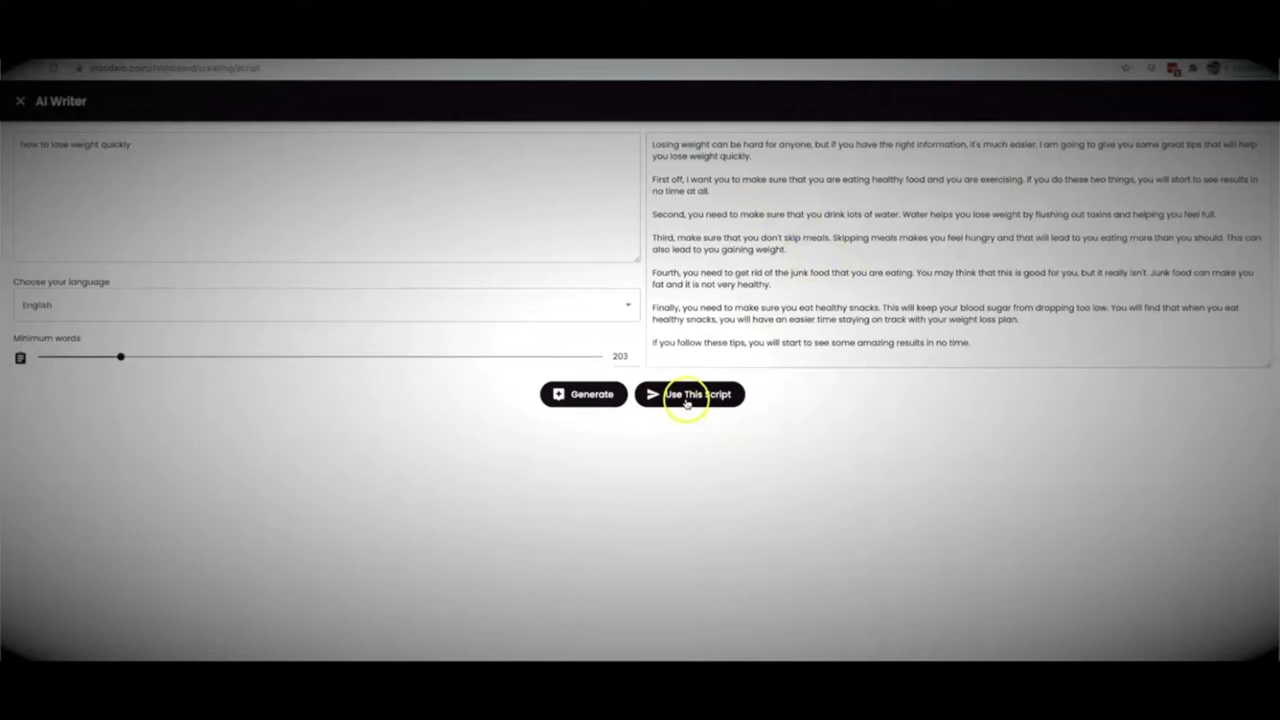 AI Writer
how to lose weight quickly
Choose your language
English
Minimum words
203
Losing weight can be hard for anyone, but if you have the right information, it's much easier. I am going to give you some great tips that will help
you lose weight quickly.
First off, I want you to make sure that you are eating healthy food and you are exercising. If you do these two things, you will start to see results in
no time at all.
Second, you need to make sure that you drink lots of water. Water helps you lose weight by flushing out toxins and helping you feel full.
Third, make sure that you don't skip meals. Skipping meals makes you feel hungry and that will lead to you eating more than you should. This can
also lead to you gaining weight.
Fourth, you need to get rid of the junk food that you are eating. You may think that this is good for you, but it really isn't. Junk food can make you
fat and it is not very healthy.
Finally, you need to make sure you eat healthy snacks. This will keep your blood sugar from dropping too low. You will find that when you eat
healthy snacks, you will have an easier time staying on track with your weight loss plan.
If you follow these tips, you will start to see some amazing results in no time.
Generate
Use This Script